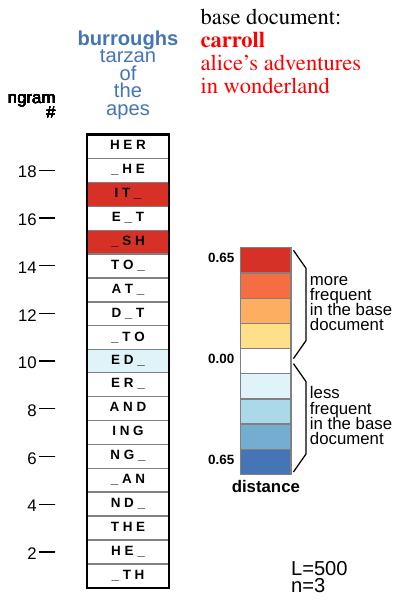 base document:
carroll
alice's adventures
in wonderland
burroughs
tarzan
of
the
apes
ngram
#
HER
_HE
18
IT_
E_T
16
_SH
TO_
14
AT_
D_T
12
_TO
ED_
10
ER_
AND
8
ING
NG_
6
_AN
ND_
4
THE
HE_
2
_TH
0.65
more
frequent
in the base
document
0.00
less
frequent
in the base
document
0.65
distance
L=500
n=3